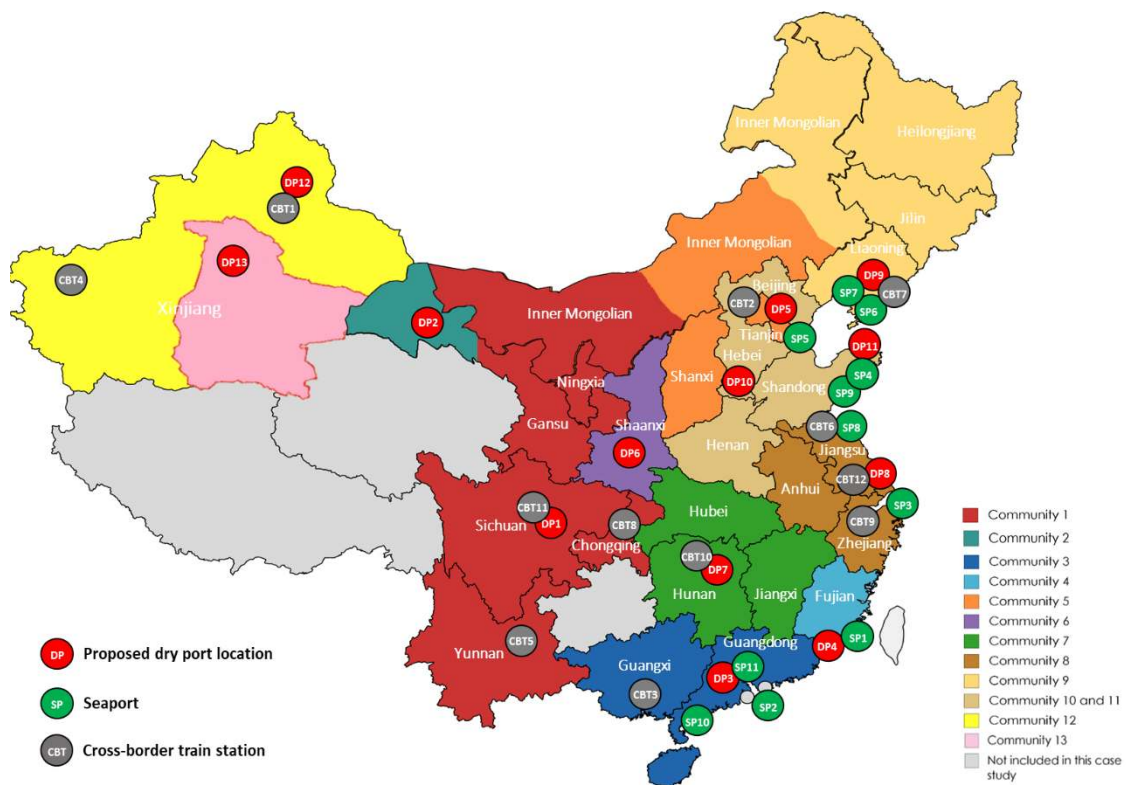 Inner Mongolian
Heilongjiang
DP12
CBT1
Jilin
Inner Mongolian
Liaoning
DP13
CBT4
DP9
Beijing
SP7
CBT7
Xinjiang
CBT2
DP5
SP6
Inner Mongolian
DP2
Tianjin
SP5
DP11
Hebei
Ningxia
Shanxi
DP10
SP4
Shandong
SP9
Gansu
Shaanxi
CBT6
SP8
Henan
Jiangsu
DP6
DP8
Anhui
CBT12
CBT11
Hubei
SP3
Sichuan
DP1
CBT8
CBT9
Zhejiang
Chongqing
CBT10
DP7
Hunan
Jiangxi
Fujian
CBT5
Guangdong
DP4
SP1
Yunnan
Guangxi
SP11
DP3
CBT3
SP2
SP10
DP Proposed dry port location
SP Seaport
CBT Cross-border train station
Community 1
Community 2
Community 3
Community 4
Community 5
Community 6
Community 7
Community 8
Community 9
Community 10 and 11
Community 12
Community 13
Not included in this case
study